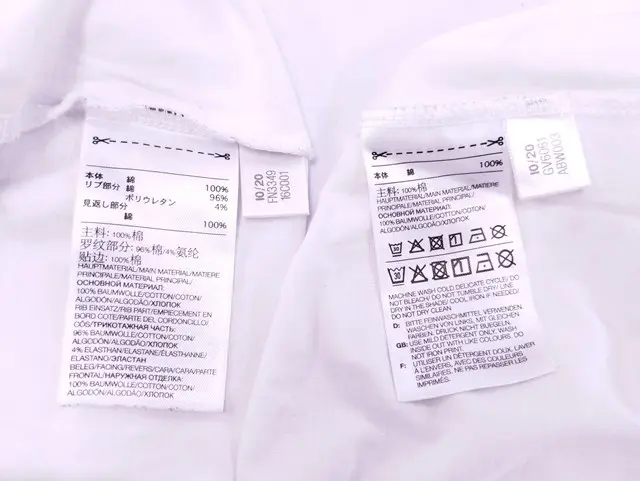 本体 綿 100%
リブ部分 綿 96%
ポリウレタン 4%
見返し部分
綿 100%
主料: 100%棉
罗纹部分: 96%棉/4%氨纶
贴边: 100%棉
HAUPTMATERIAL/MAIN MATERIAL/MATIERE
PRINCIPALE/MATERIAL PRINCIPAL/
ОСНОВНОЙ МАТЕРИАЛ:
100% BAUMWOLLE/COTTON/COTON/
ALGODÓN/ALGODÃO/ХЛОПОК
RIB EINSATZ/RIB PART/EMPIECEMENT EN
BORD COTE/PARTE DEL CORDONCILLO/
CÓS/ТРИКОТАЖНАЯ ЧАСТЬ:
96% BAUMWOLLE/COTTON/COTON/
ALGODÓN/ALGODÃO/ХЛОПОК
4% ELASTHAN/ELASTANE/ÉLASTHANNE/
ELASTANO/ЭЛАСТАН
BELEG/FACING/REVERS/CARA/CARA/PARTE
FRONTAL/НАРУЖНАЯ ОТДЕЛКА:
100% BAUMWOLLE/COTTON/COTON/
ALGODÓN/ALGODÃO/ХЛОПОК
10/20
FN3349
16C001
本体 綿 100%
主料: 100%棉
HAUPTMATERIAL/MAIN MATERIAL/MATIERE
PRINCIPALE/MATERIAL PRINCIPAL/
ОСНОВНОЙ МАТЕРИАЛ:
100% BAUMWOLLE/COTTON/COTON/
ALGODÓN/ALGODÃO/ХЛОПОК
30
30
MACHINE WASH COLD DELICATE CYCLE/ DO
NOT BLEACH/ DO NOT TUMBLE DRY/ LINE
DRY IN THE SHADE/ COOL IRON IF NEEDED/
DO NOT DRY CLEAN
D: BITTE FEINWASCHMITTEL VERWENDEN.
WASCHEN VON LINKS. MIT GLEICHEN
FARBEN. DRUCK NICHT BUEGELN.
GB: USE MILD DETERGENT ONLY. WASH
INSIDE OUT WITH LIKE COLOURS. DO
NOT IRON PRINT.
F: UTILISER UN DÉTERGENT DOUX. LAVER
À L'ENVERS, AVEC DES COULEURS
SIMILAIRES. NE PAS REPASSER LES
IMPRIMÉS.
10/20
GV6061
ABW003